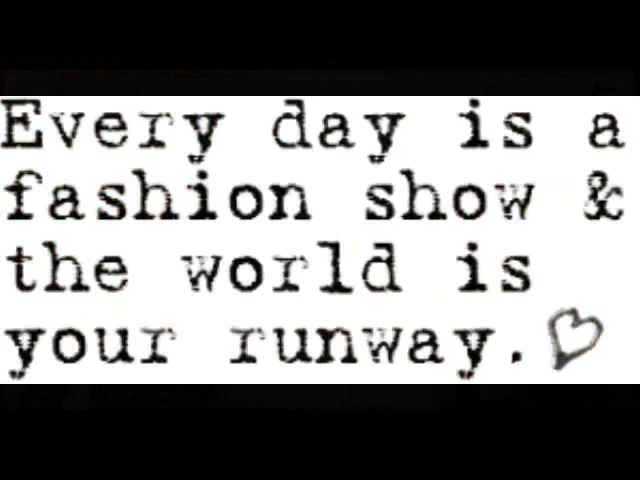 Every day is a
fashion show &
the world is
your runway.